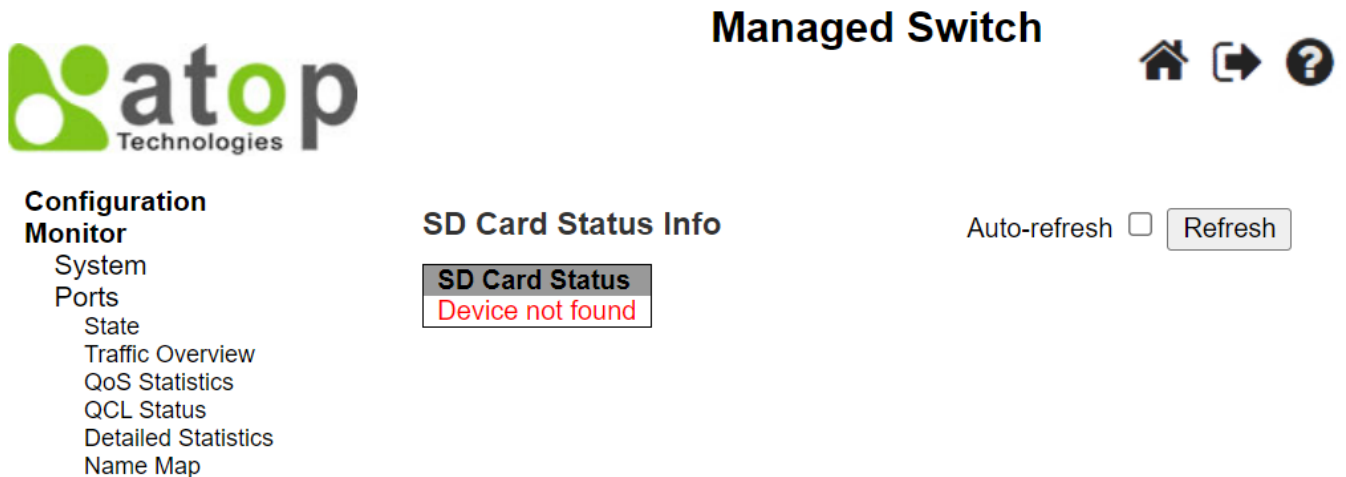 Managed Switch
atop
Technologies
Configuration
Monitor
System
Ports
State
Traffic Overview
QoS Statistics
QCL Status
Detailed Statistics
Name Map
SD Card Status Info
Auto-refresh Refresh
SD Card Status
Device not found